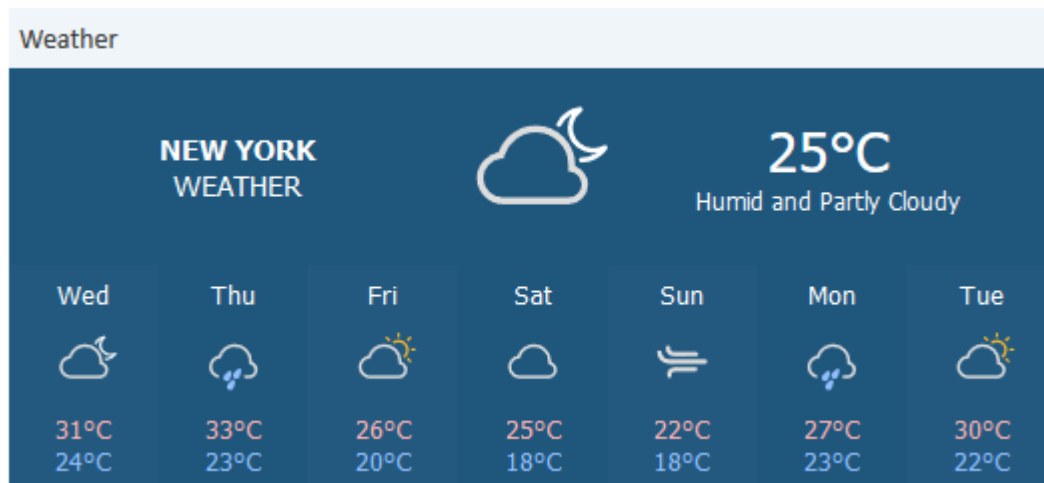 Weather
NEW YORK
WEATHER
25°C
Humid and Partly Cloudy
Wed Thu Fri Sat Sun Mon Tue
31°C 33°C 26°C 25°C 22°C 27°C 30°C
24°C 23°C 20°C 18°C 18°C 23°C 22°C